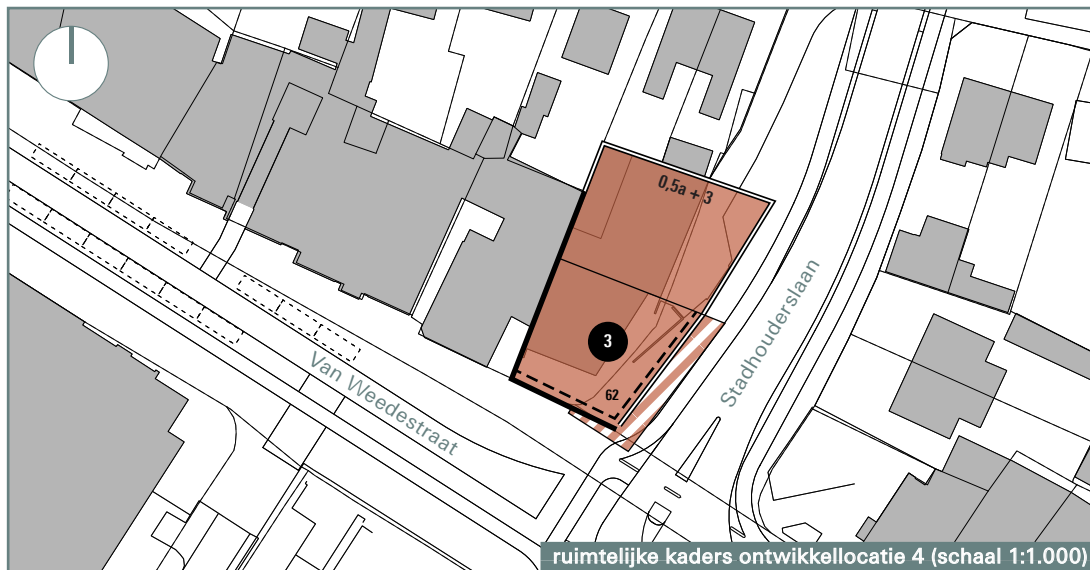 0,5a + 3
3
62
Van Weedestraat
Stadhouderslaan
ruimtelijke kaders ontwikkellocatie 4 (schaal 1:1.000)